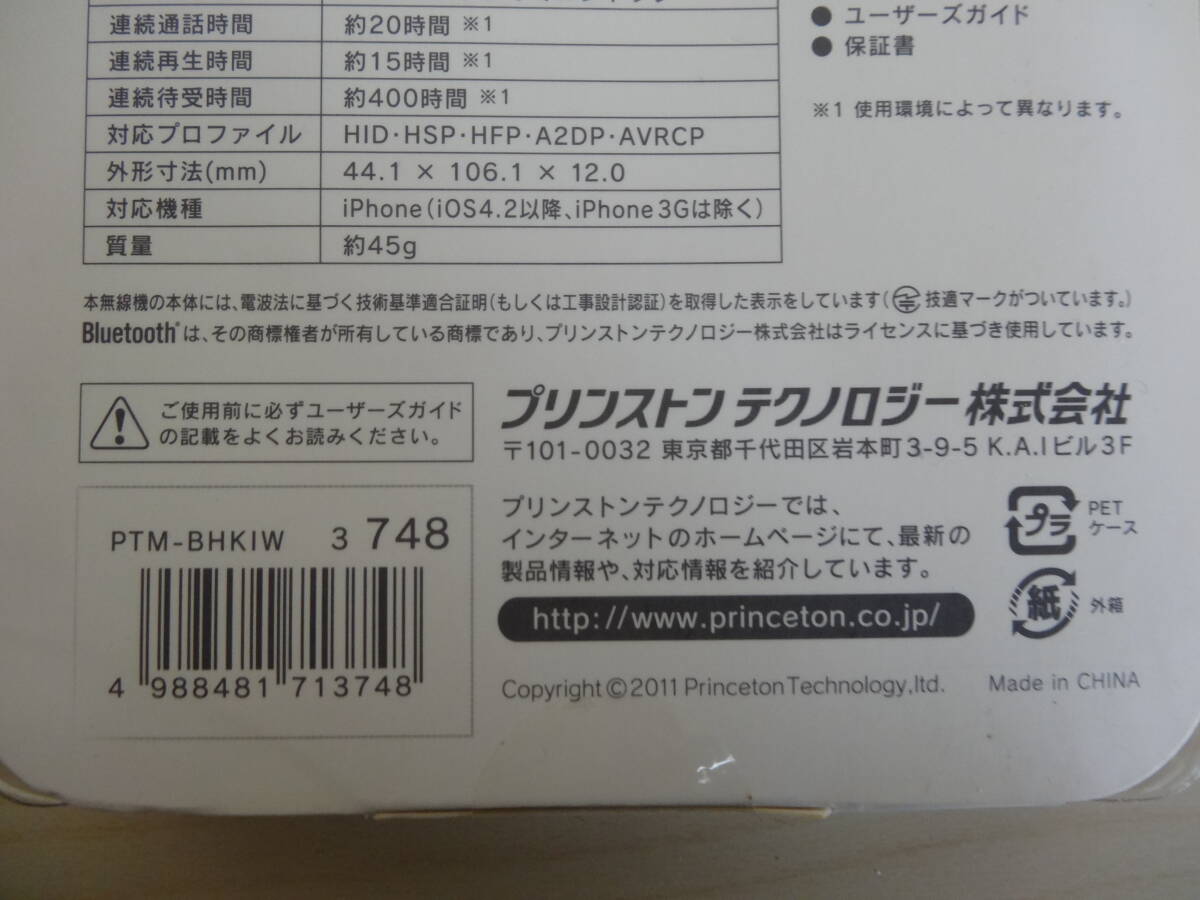 連続通話時間 約20時間 ※1
連続再生時間 約15時間 ※1
連続待受時間 約400時間 ※1
対応プロファイル HID・HSP・HFP・A2DP・AVRCP
外形寸法(mm) 44.1 × 106.1 × 12.0
対応機種 iPhone（iOS4.2以降、iPhone 3Gは除く）
質量 約45g
● ユーザーズガイド
● 保証書
※1 使用環境によって異なります。
本無線機の本体には、電波法に基づく技術基準適合証明（もしくは工事設計認証）を取得した表示をしています（技適マークがついています。）
Bluetooth®は、その商標権者が所有している商標であり、プリンストンテクノロジー株式会社はライセンスに基づき使用しています。
ご使用前に必ずユーザーズガイド
の記載をよくお読みください。
プリンストン テクノロジー 株式会社
〒101-0032 東京都千代田区岩本町3-9-5 K.A.Iビル3F
PTM-BHKIW 3 748
4 988481 713748
プリンストンテクノロジーでは、
インターネットのホームページにて、最新の
製品情報や、対応情報を紹介しています。
http://www.princeton.co.jp/
プラ PET
ケース
紙 外箱
Copyright ©2011 Princeton Technology,ltd. Made in CHINA